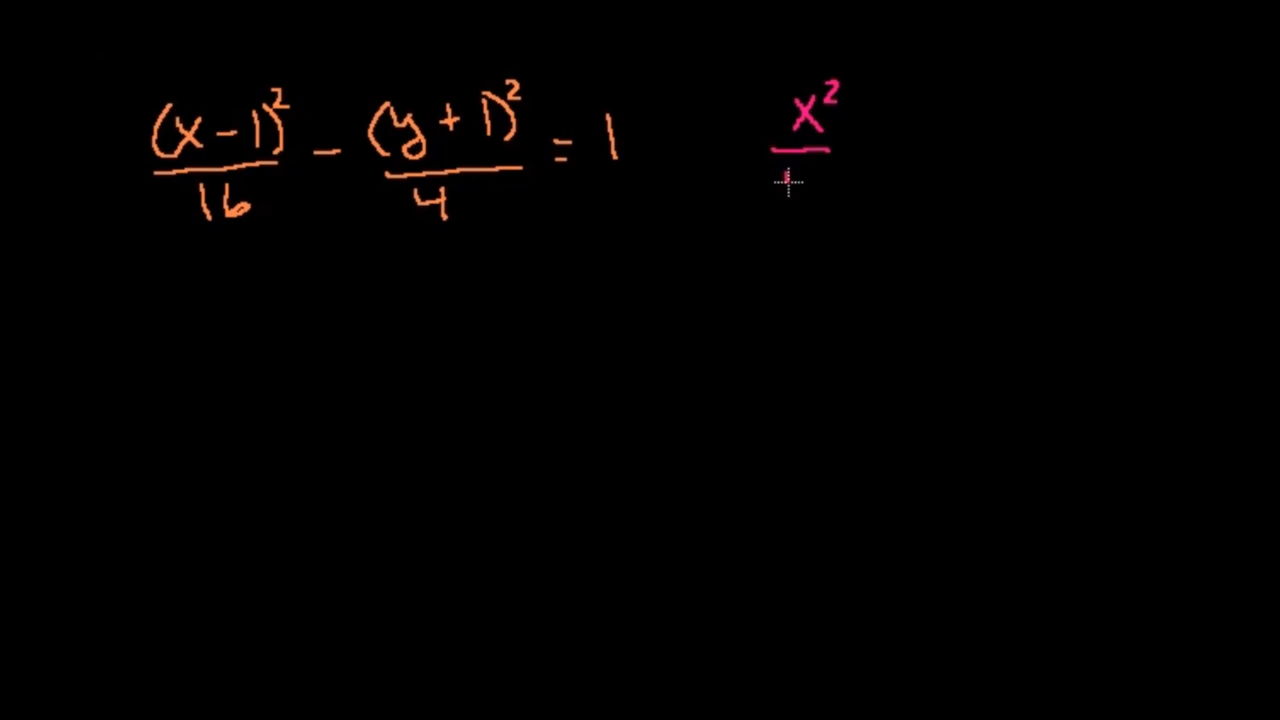 (x - 1)² / 16 - (y + 1)² / 4 = 1
x² /